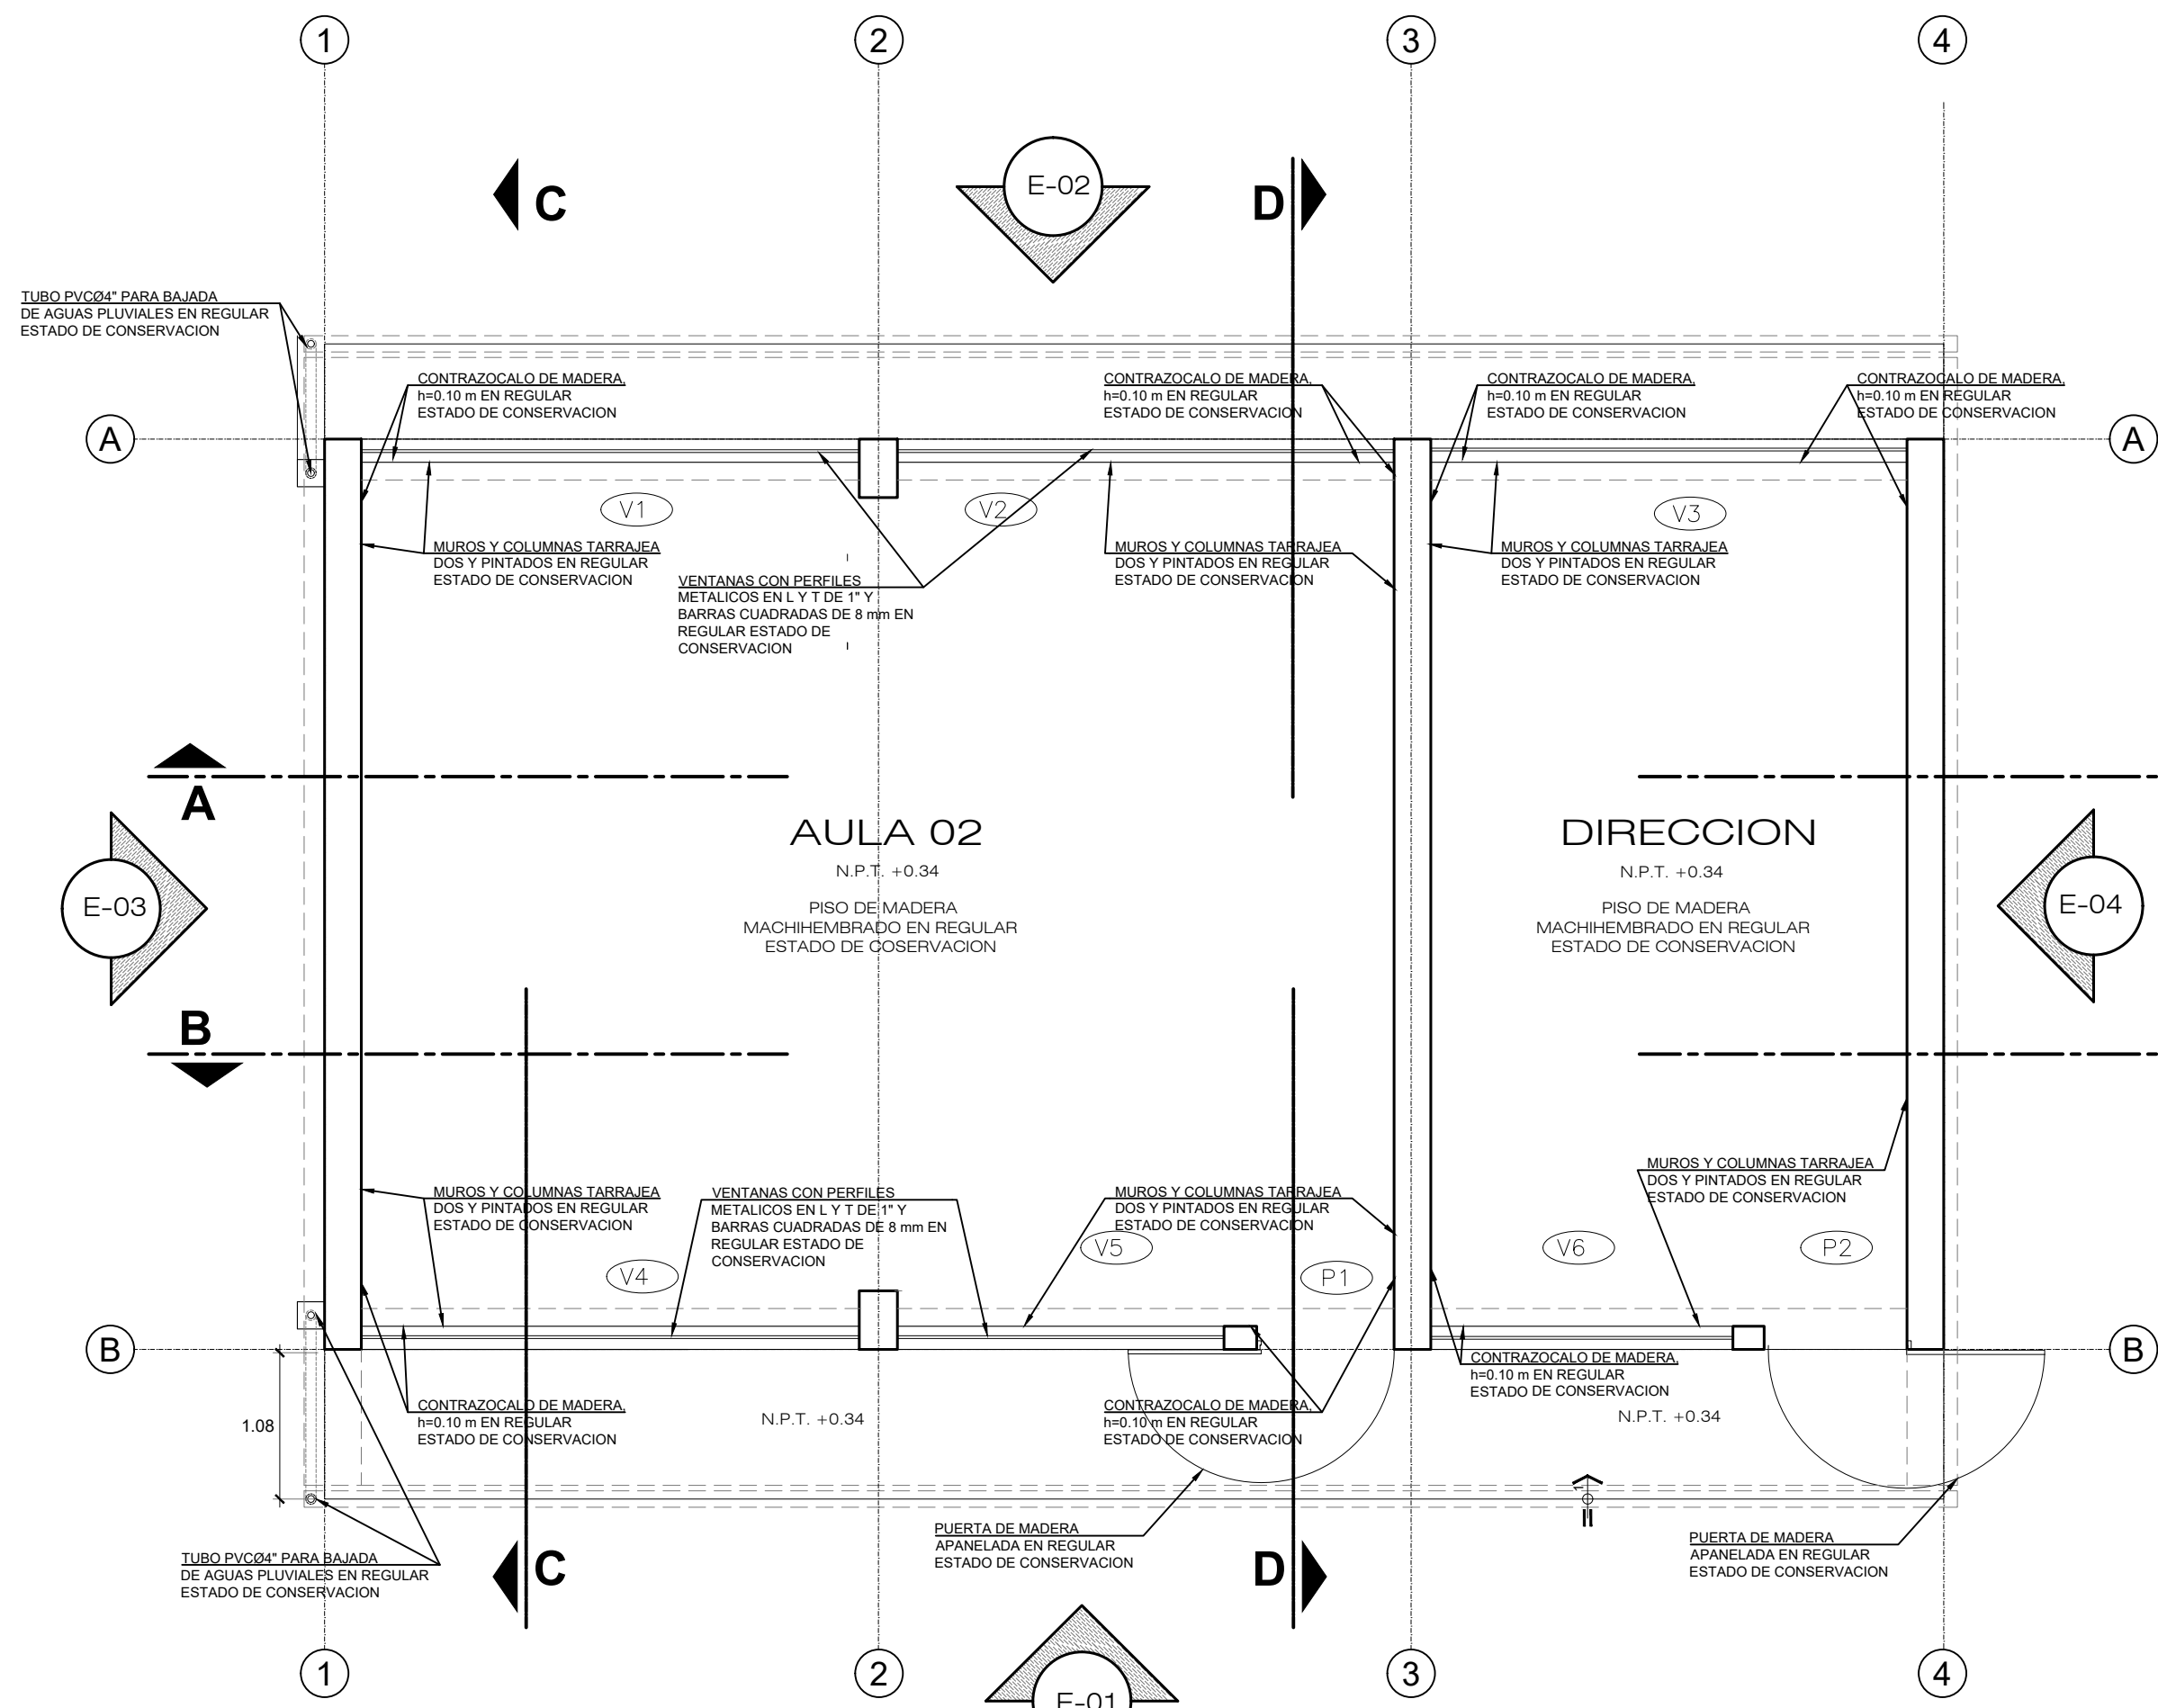 1
2
3
4
C
E-02
D
TUBO PVCØ4" PARA BAJADA
DE AGUAS PLUVIALES EN REGULAR
ESTADO DE CONSERVACION
CONTRAZOCALO DE MADERA,
h=0.10 m EN REGULAR
ESTADO DE CONSERVACION
CONTRAZOCALO DE MADERA,
h=0.10 m EN REGULAR
ESTADO DE CONSERVACION
CONTRAZOCALO DE MADERA,
h=0.10 m EN REGULAR
ESTADO DE CONSERVACION
CONTRAZOCALO DE MADERA,
h=0.10 m EN REGULAR
ESTADO DE CONSERVACION
A
A
V1
V2
V3
MUROS Y COLUMNAS TARRAJEA
DOS Y PINTADOS EN REGULAR
ESTADO DE CONSERVACION
VENTANAS CON PERFILES
METALICOS EN L Y T DE 1" Y
BARRAS CUADRADAS DE 8 mm EN
REGULAR ESTADO DE
CONSERVACION
MUROS Y COLUMNAS TARRAJEA
DOS Y PINTADOS EN REGULAR
ESTADO DE CONSERVACION
MUROS Y COLUMNAS TARRAJEA
DOS Y PINTADOS EN REGULAR
ESTADO DE CONSERVACION
A
AULA 02
N.P.T. +0.34
PISO DE MADERA
MACHIHEMBRADO EN REGULAR
ESTADO DE COSERVACION
DIRECCION
N.P.T. +0.34
PISO DE MADERA
MACHIHEMBRADO EN REGULAR
ESTADO DE CONSERVACION
E-03
E-04
B
MUROS Y COLUMNAS TARRAJEA
DOS Y PINTADOS EN REGULAR
ESTADO DE CONSERVACION
VENTANAS CON PERFILES
METALICOS EN L Y T DE 1" Y
BARRAS CUADRADAS DE 8 mm EN
REGULAR ESTADO DE
CONSERVACION
MUROS Y COLUMNAS TARRAJEA
DOS Y PINTADOS EN REGULAR
ESTADO DE CONSERVACION
MUROS Y COLUMNAS TARRAJEA
DOS Y PINTADOS EN REGULAR
ESTADO DE CONSERVACION
V4
V5
P1
V6
P2
B
B
1.08
CONTRAZOCALO DE MADERA,
h=0.10 m EN REGULAR
ESTADO DE CONSERVACION
N.P.T. +0.34
CONTRAZOCALO DE MADERA,
h=0.10 m EN REGULAR
ESTADO DE CONSERVACION
CONTRAZOCALO DE MADERA,
h=0.10 m EN REGULAR
ESTADO DE CONSERVACION
N.P.T. +0.34
1
TUBO PVCØ4" PARA BAJADA
DE AGUAS PLUVIALES EN REGULAR
ESTADO DE CONSERVACION
C
PUERTA DE MADERA
APANELADA EN REGULAR
ESTADO DE CONSERVACION
D
PUERTA DE MADERA
APANELADA EN REGULAR
ESTADO DE CONSERVACION
1
2
E-01
3
4